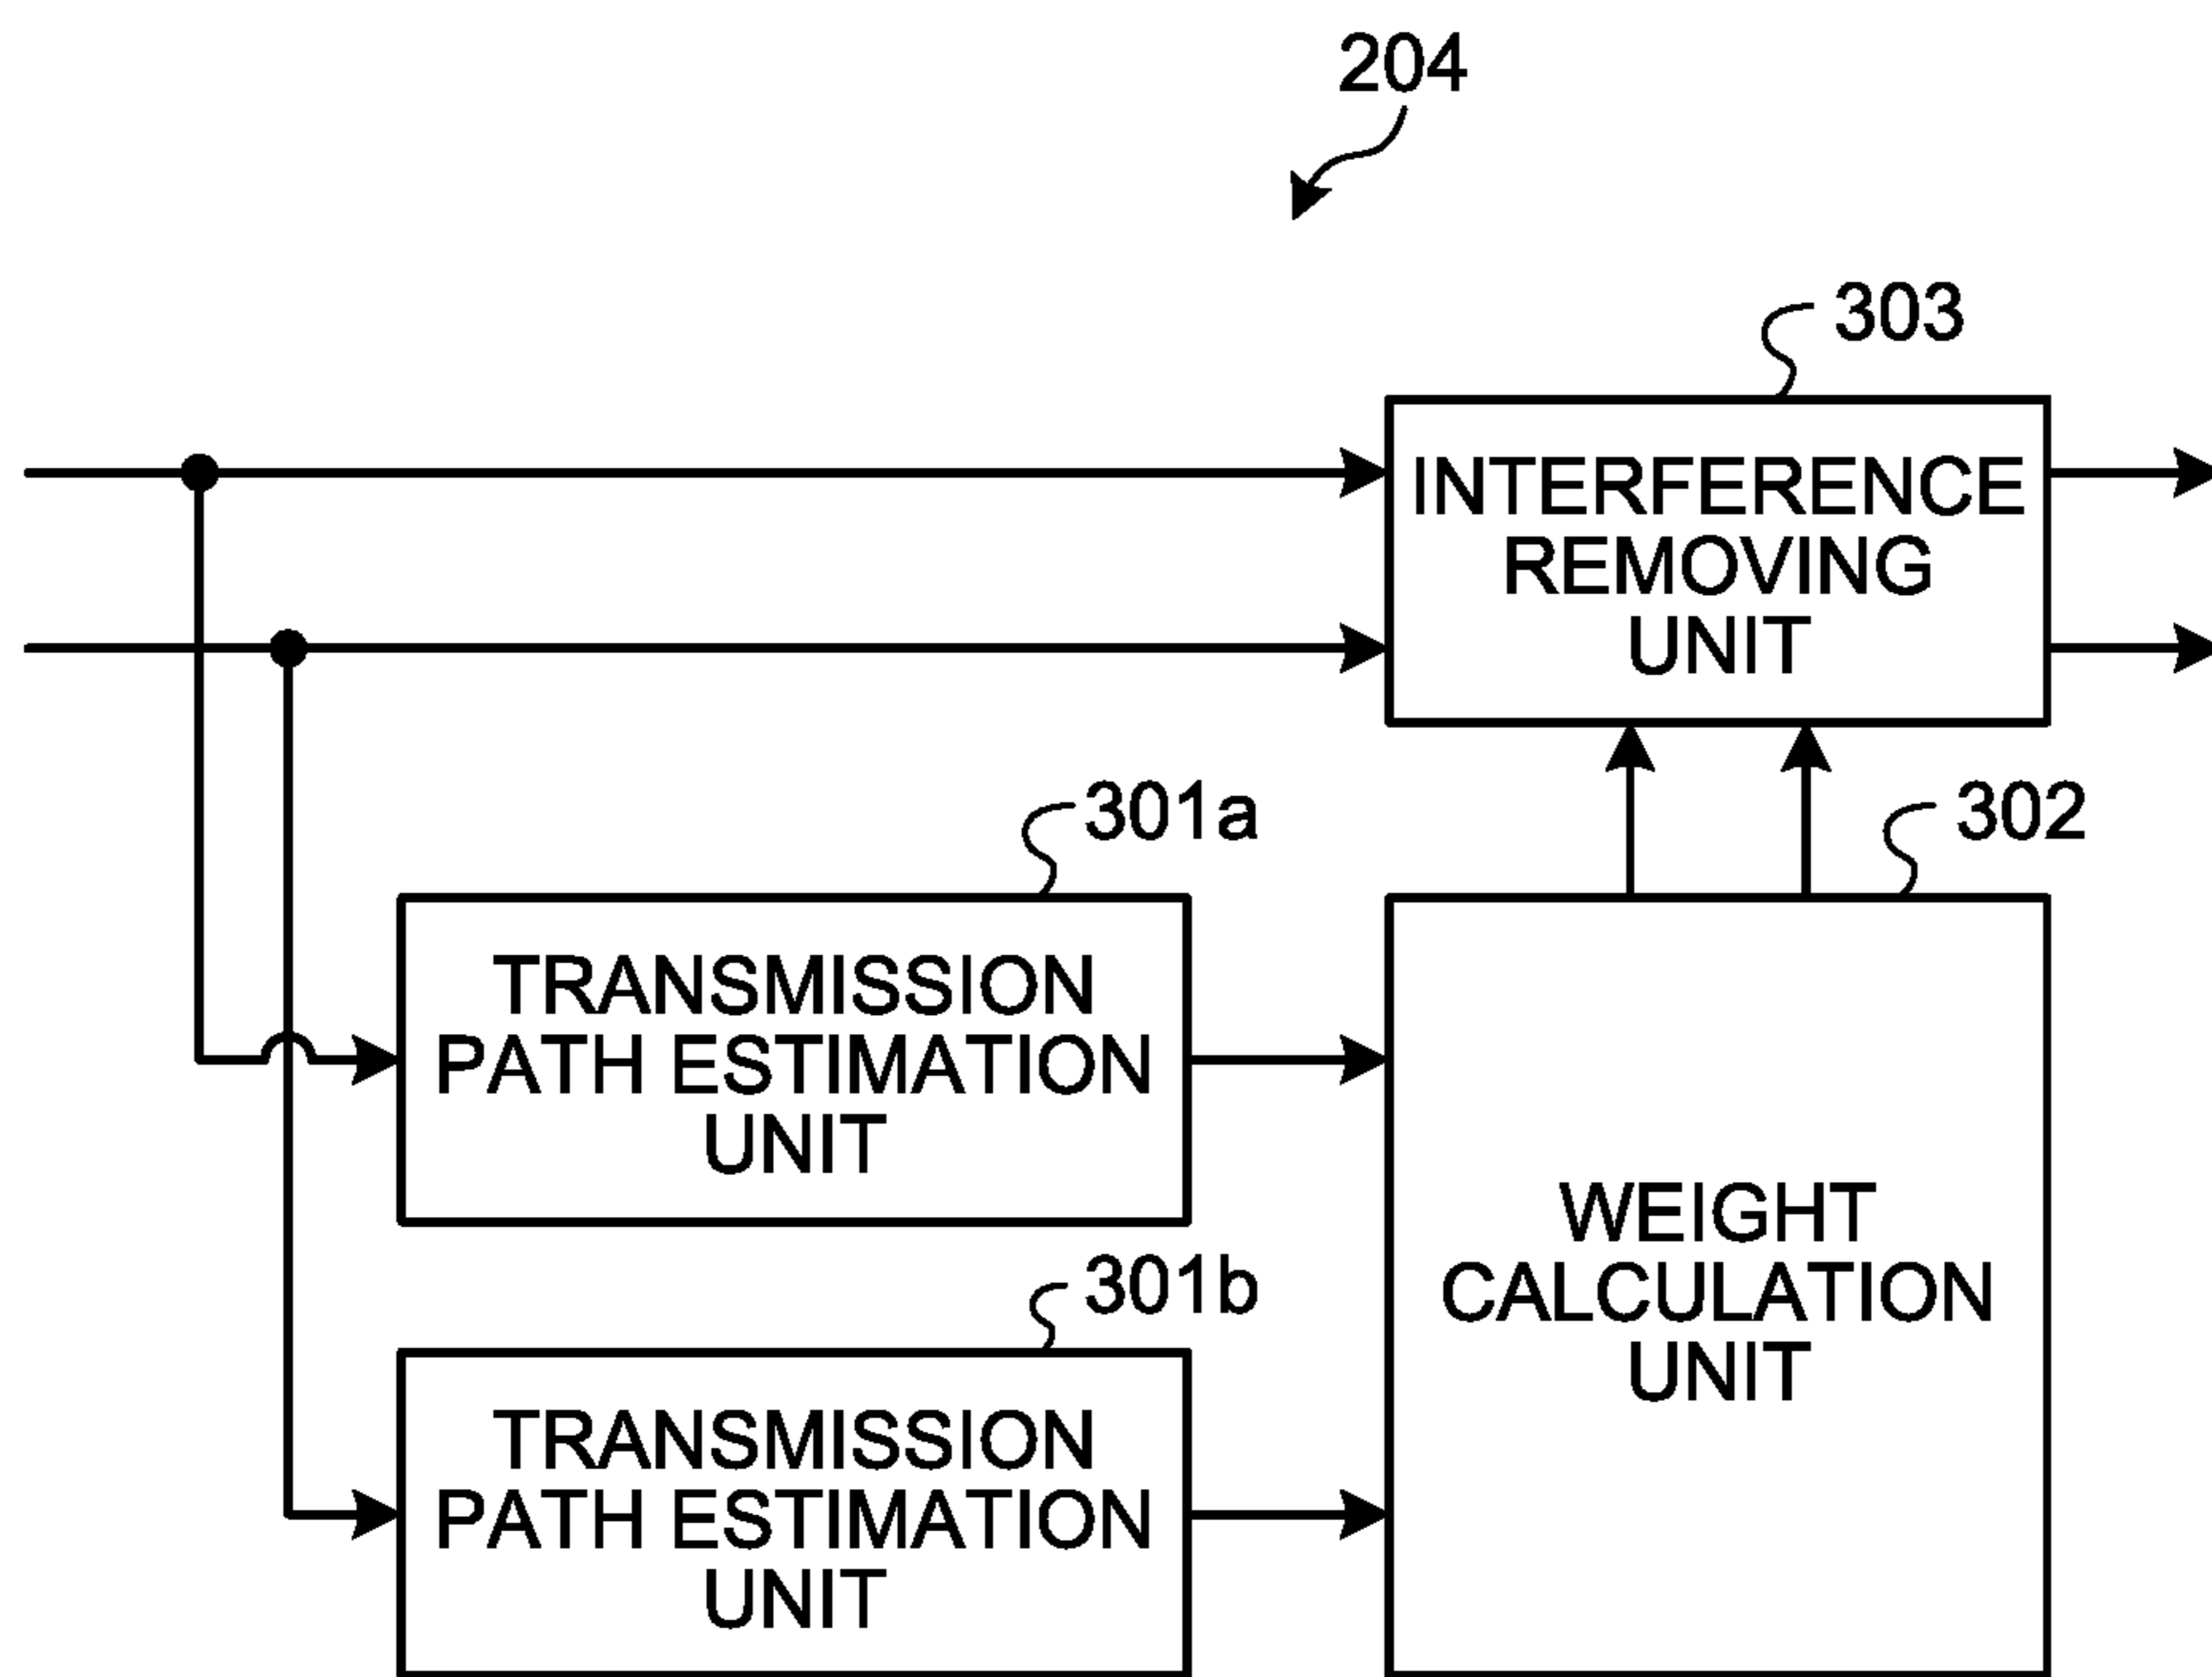 204
303
INTERFERENCE
REMOVING
UNIT
301a
302
TRANSMISSION
PATH ESTIMATION
UNIT
WEIGHT
CALCULATION
UNIT
301b
TRANSMISSION
PATH ESTIMATION
UNIT